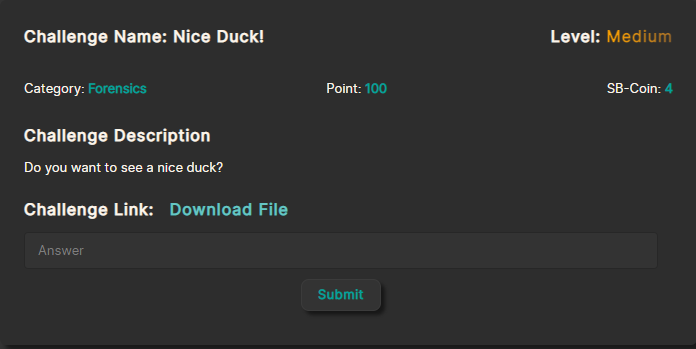 Challenge Name: Nice Duck! Level: Medium
Category: Forensics Point: 100 SB-Coin: 4
Challenge Description
Do you want to see a nice duck?
Challenge Link: Download File
Answer
Submit